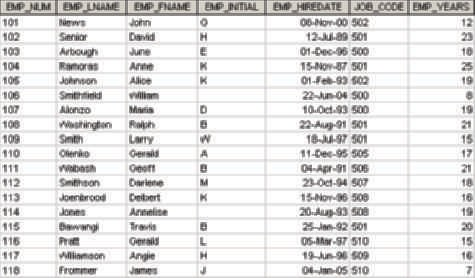 EMP_NUM EMP_LNAME EMP_FNAME EMP_INITIAL EMP_HIREDATE JOB_CODE EMP_YEARS
101 News John G 08-Nov-00 502 12
102 Senior David H 12-Jul-89 501 23
103 Arbough June E 01-Dec-96 500 18
104 Ramoras Anne K 15-Nov-87 501 25
105 Johnson Alice K 01-Feb-93 502 19
106 Smithfield William 22-Jun-04 500 8
107 Alonzo Maria D 10-Oct-93 500 19
108 Washington Ralph B 22-Aug-91 501 21
109 Smith Larry W 18-Jul-97 501 15
110 Olenko Gerald A 11-Dec-95 505 17
111 Wabash Geoff B 04-Apr-91 506 21
112 Smithson Darlene M 23-Oct-94 507 18
113 Joenbrood Delbert K 15-Nov-96 508 16
114 Jones Annelise 20-Aug-93 508 19
115 Bawangi Travis B 25-Jan-92 501 20
116 Pratt Gerald L 05-Mar-97 510 15
117 Williamson Angie H 19-Jun-96 509 16
118 Frommer James J 04-Jan-05 510 7